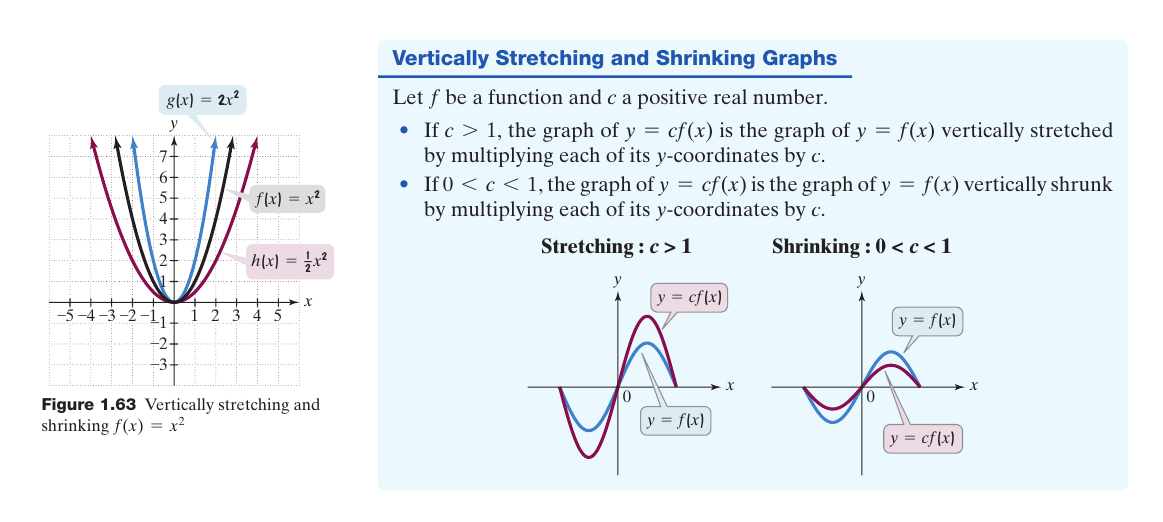 g(x) = 2x²
y
7
6
5
4
3
2
1
f(x) = x²
h(x) = ½x²
x
–5 –4 –3 –2 –1 1 2 3 4 5
–1
–2
–3
Figure 1.63 Vertically stretching and
shrinking f(x) = x²
Vertically Stretching and Shrinking Graphs
Let f be a function and c a positive real number.
• If c > 1, the graph of y = cf(x) is the graph of y = f(x) vertically stretched
by multiplying each of its y-coordinates by c.
• If 0 < c < 1, the graph of y = cf(x) is the graph of y = f(x) vertically shrunk
by multiplying each of its y-coordinates by c.
Stretching : c > 1
y
y = cf(x)
x
0
y = f(x)
Shrinking : 0 < c < 1
y
y = f(x)
x
0
y = cf(x)